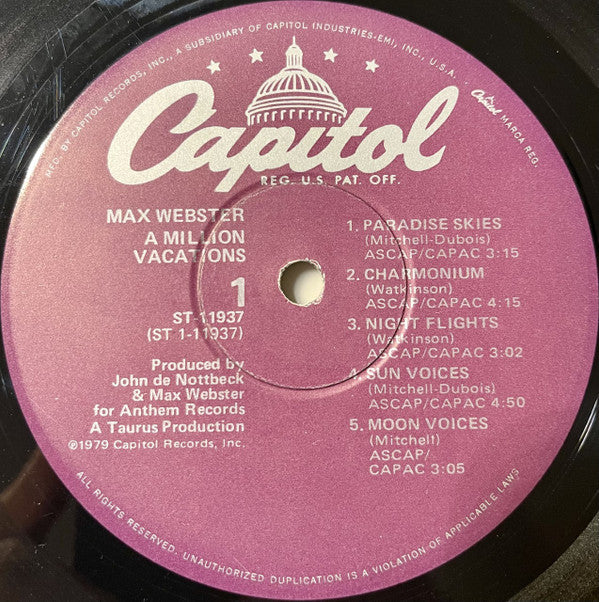 MFD. BY CAPITOL RECORDS, INC., A SUBSIDIARY OF CAPITOL INDUSTRIES-EMI, INC., U.S.A. Capitol MARCA REG.
Capitol
REG. U.S. PAT. OFF.
MAX WEBSTER
A MILLION
VACATIONS
1
ST-11937
(ST 1-11937)
Produced by
John de Nottbeck
& Max Webster
for Anthem Records
A Taurus Production
℗1979 Capitol Records, Inc.
1. PARADISE SKIES
(Mitchell-Dubois)
ASCAP/CAPAC 3:15
2. CHARMONIUM
(Watkinson)
ASCAP/CAPAC 4:15
3. NIGHT FLIGHTS
(Watkinson)
ASCAP/CAPAC 3:02
4. SUN VOICES
(Mitchell-Dubois)
ASCAP/CAPAC 4:50
5. MOON VOICES
(Mitchell)
ASCAP/
CAPAC 3:05
ALL RIGHTS RESERVED. UNAUTHORIZED DUPLICATION IS A VIOLATION OF APPLICABLE LAWS